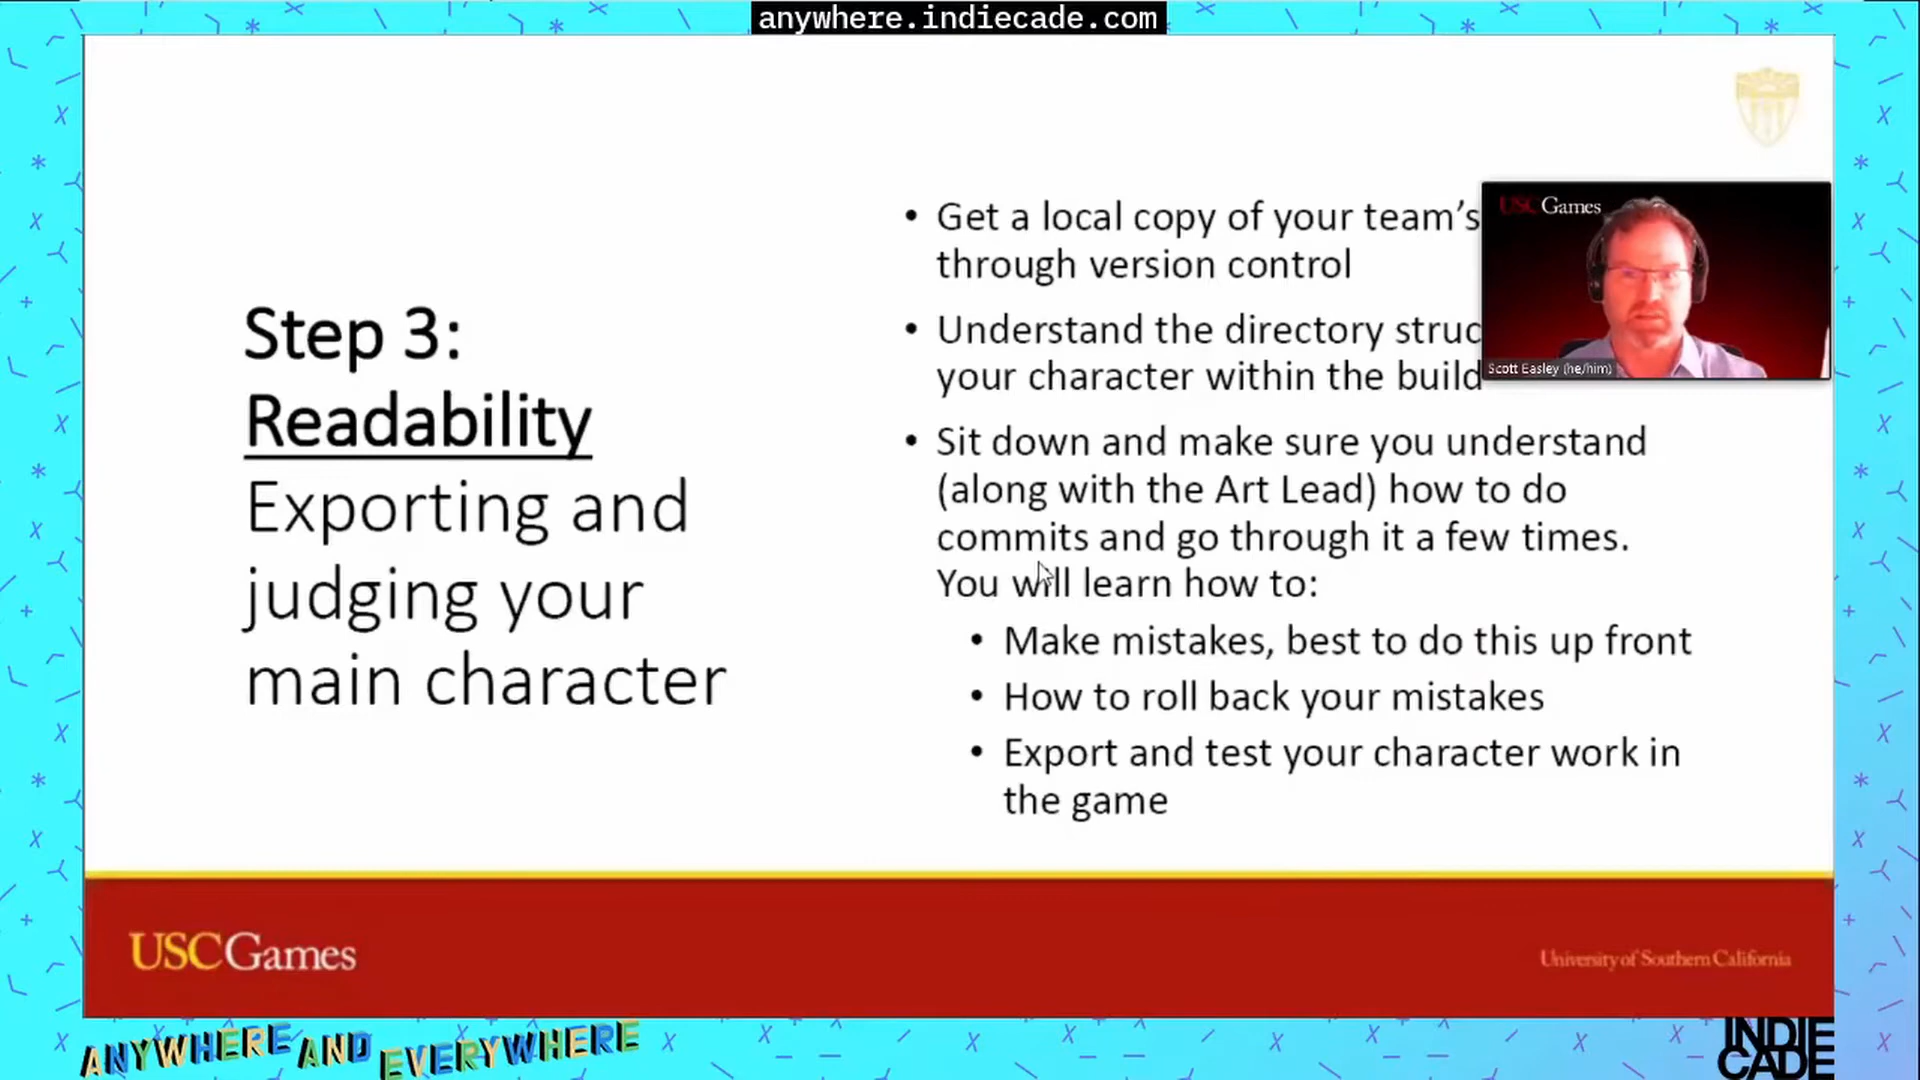 anywhere.indiecade.com
Step 3:
Readability
Exporting and
judging your
main character
• Get a local copy of your team's
through version control
• Understand the directory struc
your character within the build
• Sit down and make sure you understand
(along with the Art Lead) how to do
commits and go through it a few times.
You will learn how to:
• Make mistakes, best to do this up front
• How to roll back your mistakes
• Export and test your character work in
the game
USC Games
Scott Easley (he/him)
USCGames
University of Southern California
ANYWHERE AND EVERYWHERE
INDIE
CADE